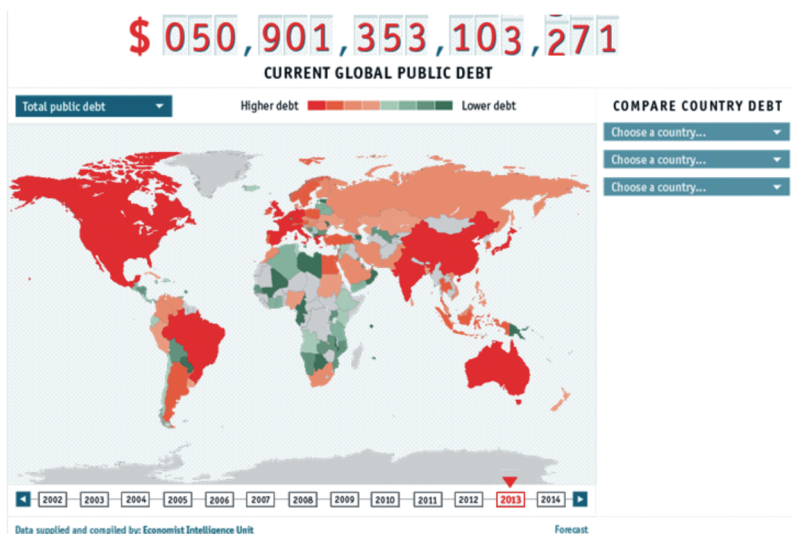 $ 050,901,353,103,271
CURRENT GLOBAL PUBLIC DEBT
Total public debt
Higher debt
Lower debt
COMPARE COUNTRY DEBT
Choose a country...
Choose a country...
Choose a country...
2002 2003 2004 2005 2006 2007 2008 2009 2010 2011 2012 2013 2014
Data supplied and compiled by: Economist Intelligence Unit
Forecast